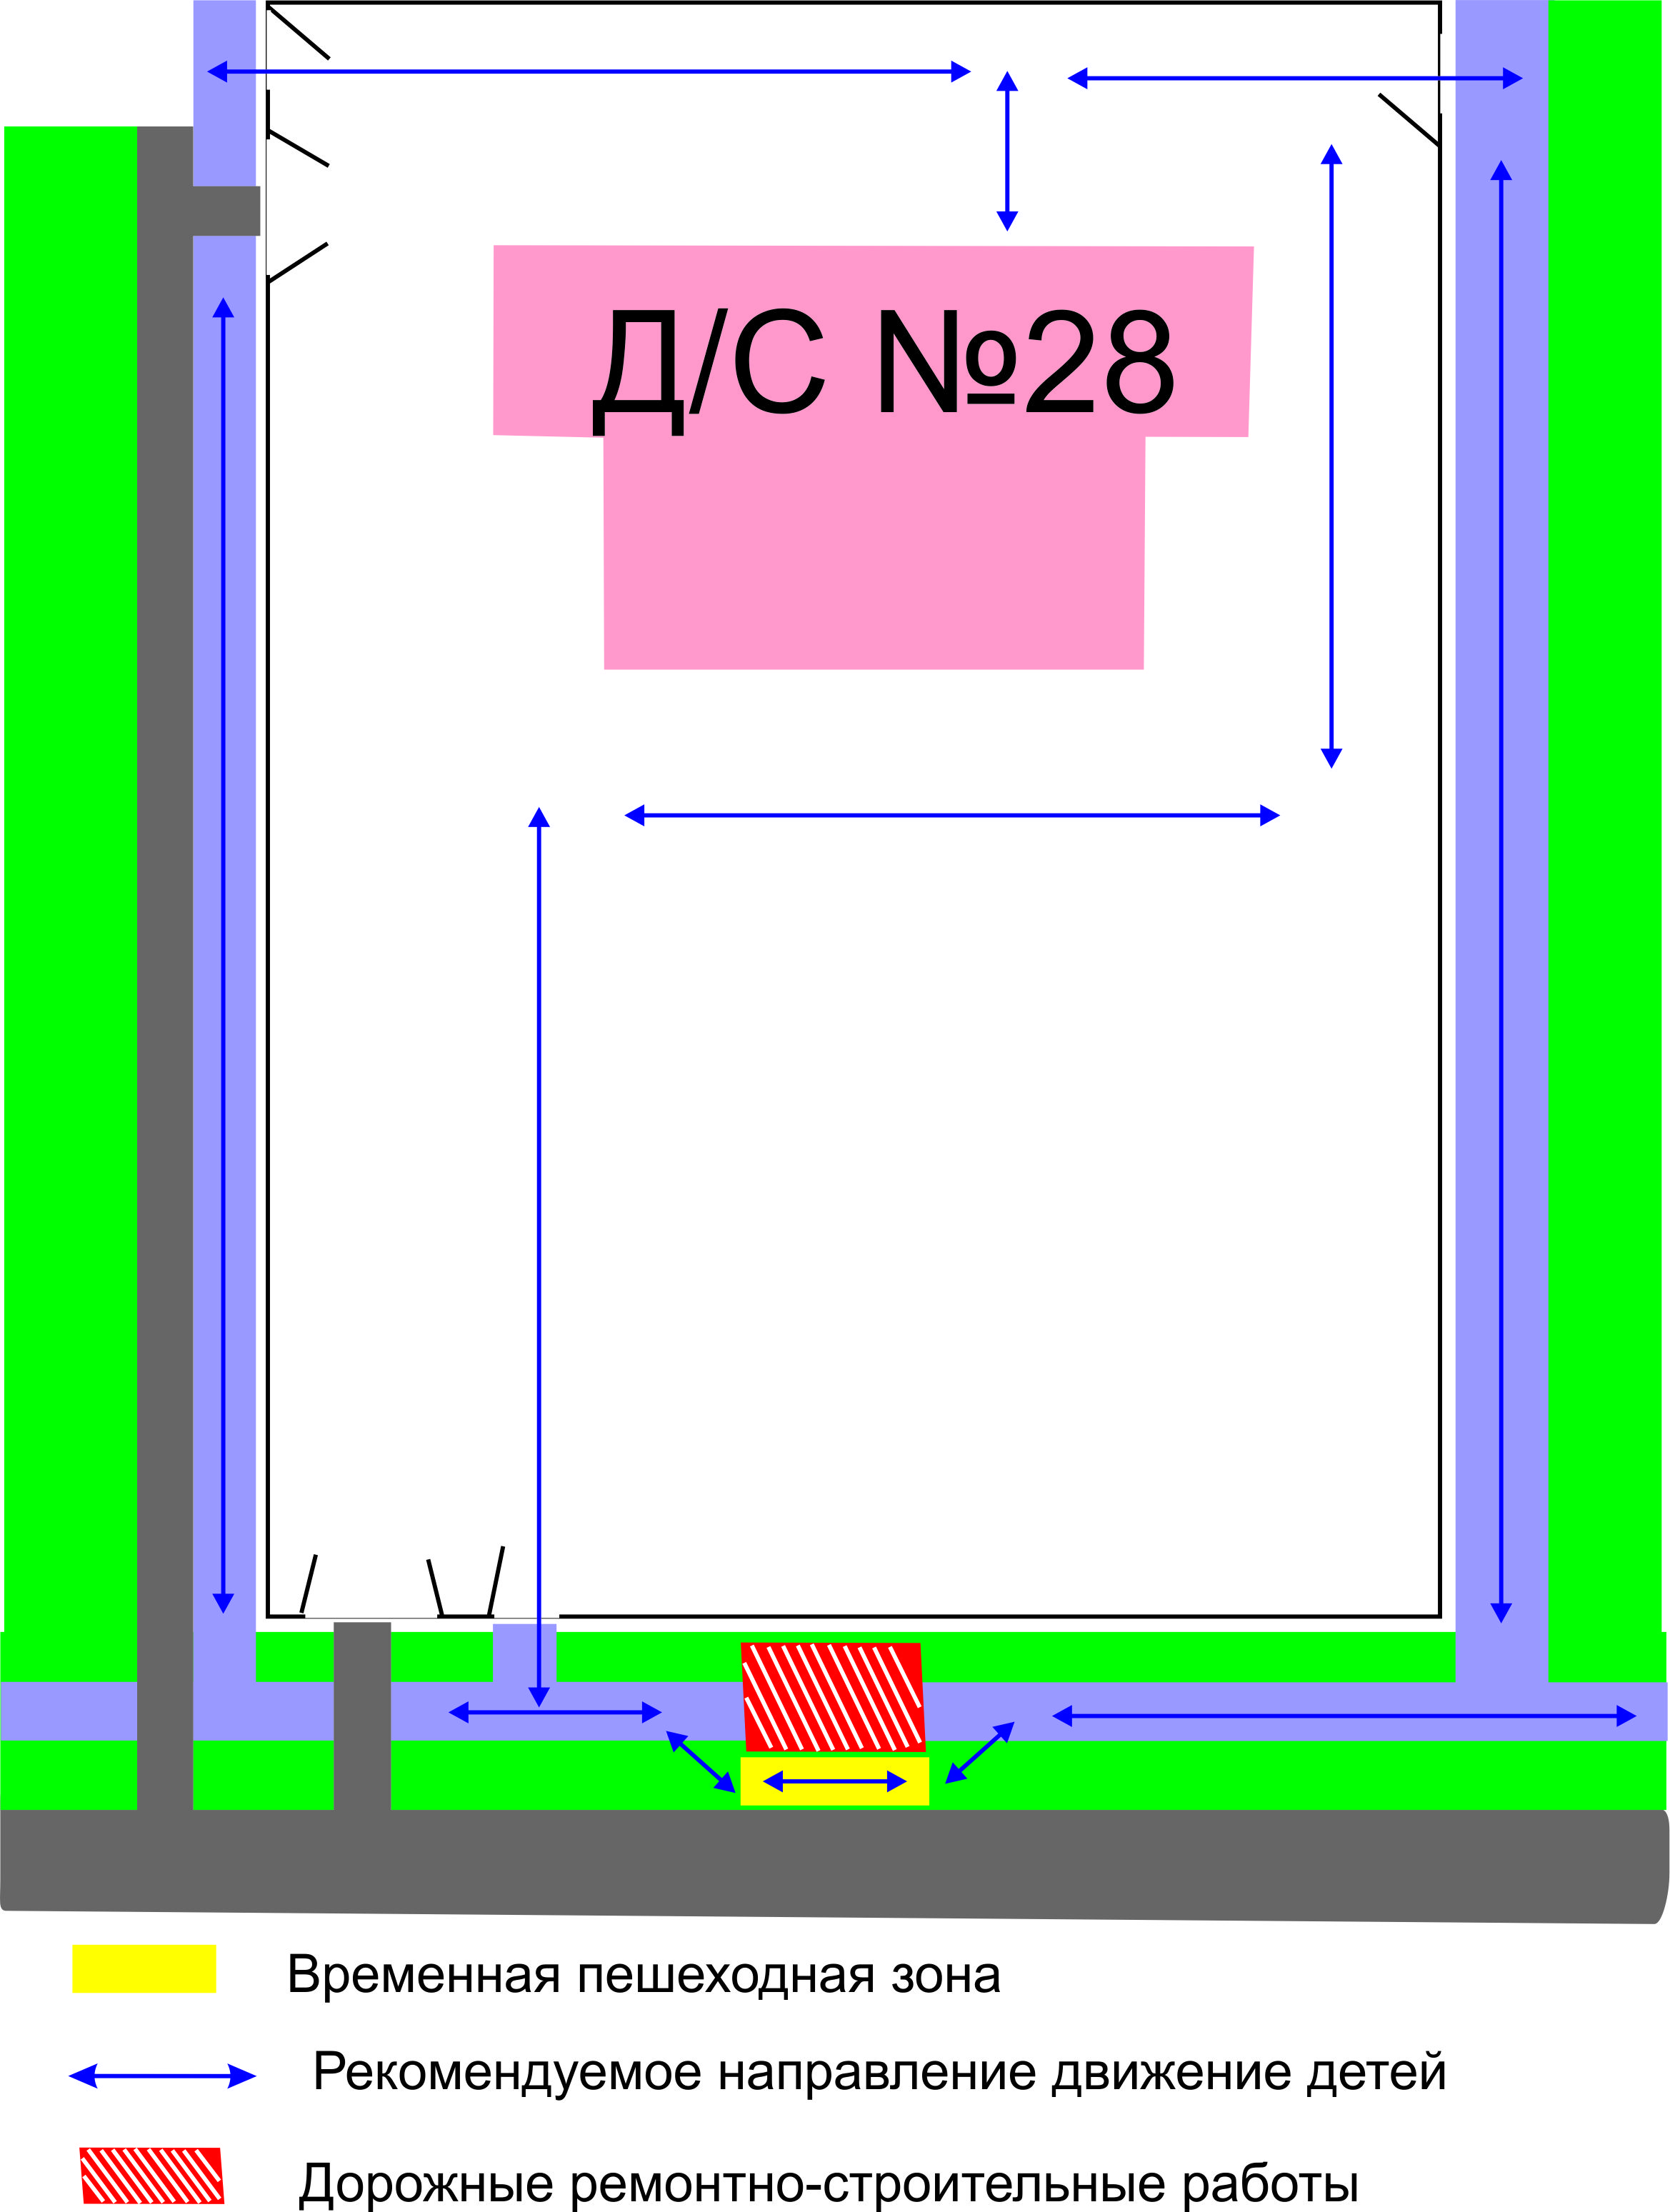 Д/С №28
Временная пешеходная зона
Рекомендуемое направление движение детей
Дорожные ремонтно-строительные работы